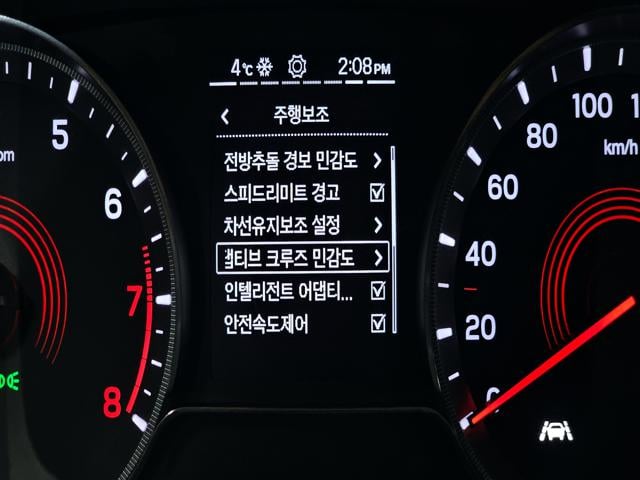 4℃
2:08PM
주행보조
전방추돌 경보 민감도
스피드리미트 경고
차선유지보조 설정
티브 크루즈 민감도
인텔리전트 어댑티...
안전속도제어
5
6
7
8
rpm
0
20
40
60
80
100
km/h